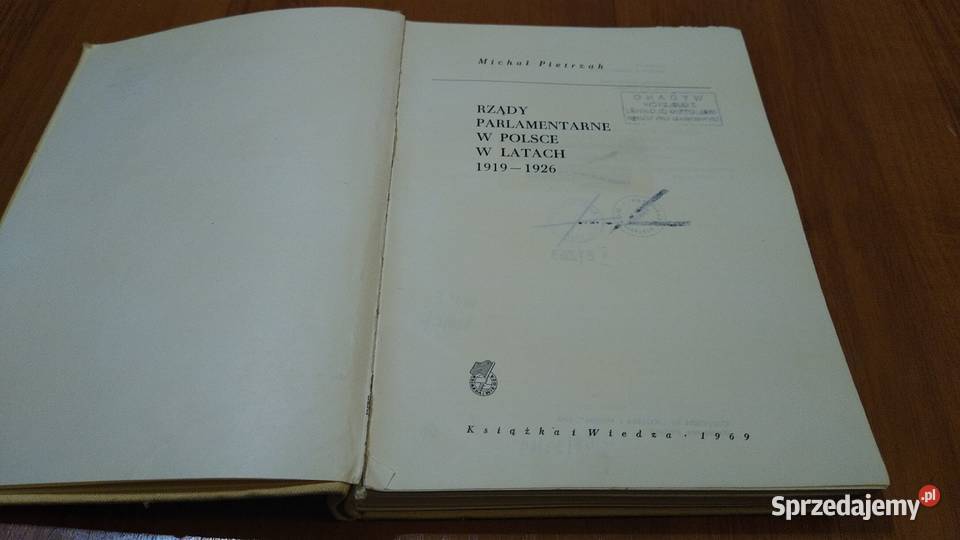 Michał Pietrzak
RZĄDY
PARLAMENTARNE
W POLSCE
W LATACH
1919—1926
Książka i Wiedza · 1969
Sprzedajemy.pl